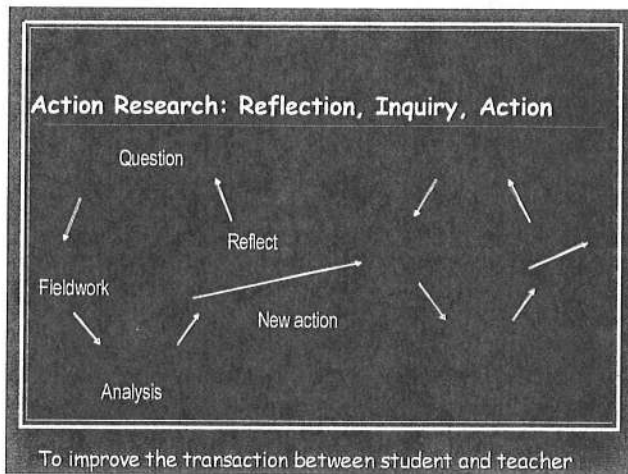 Action Research: Reflection, Inquiry, Action
Question
Reflect
Fieldwork
New action
Analysis
To improve the transaction between student and teacher